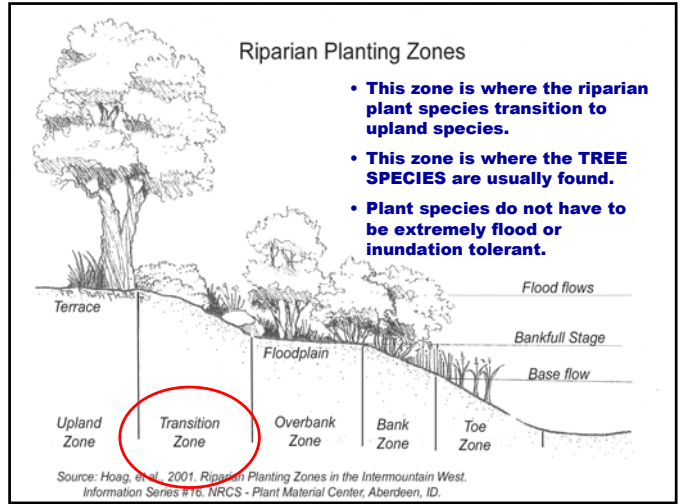 Riparian Planting Zones
• This zone is where the riparian
plant species transition to
upland species.
• This zone is where the TREE
SPECIES are usually found.
• Plant species do not have to
be extremely flood or
inundation tolerant.
Flood flows
Terrace
Bankfull Stage
Floodplain
Base flow
Upland
Zone
Transition
Zone
Overbank
Zone
Bank
Zone
Toe
Zone
Source: Hoag, et al., 2001. Riparian Planting Zones in the Intermountain West.
Information Series #16. NRCS - Plant Material Center, Aberdeen, ID.